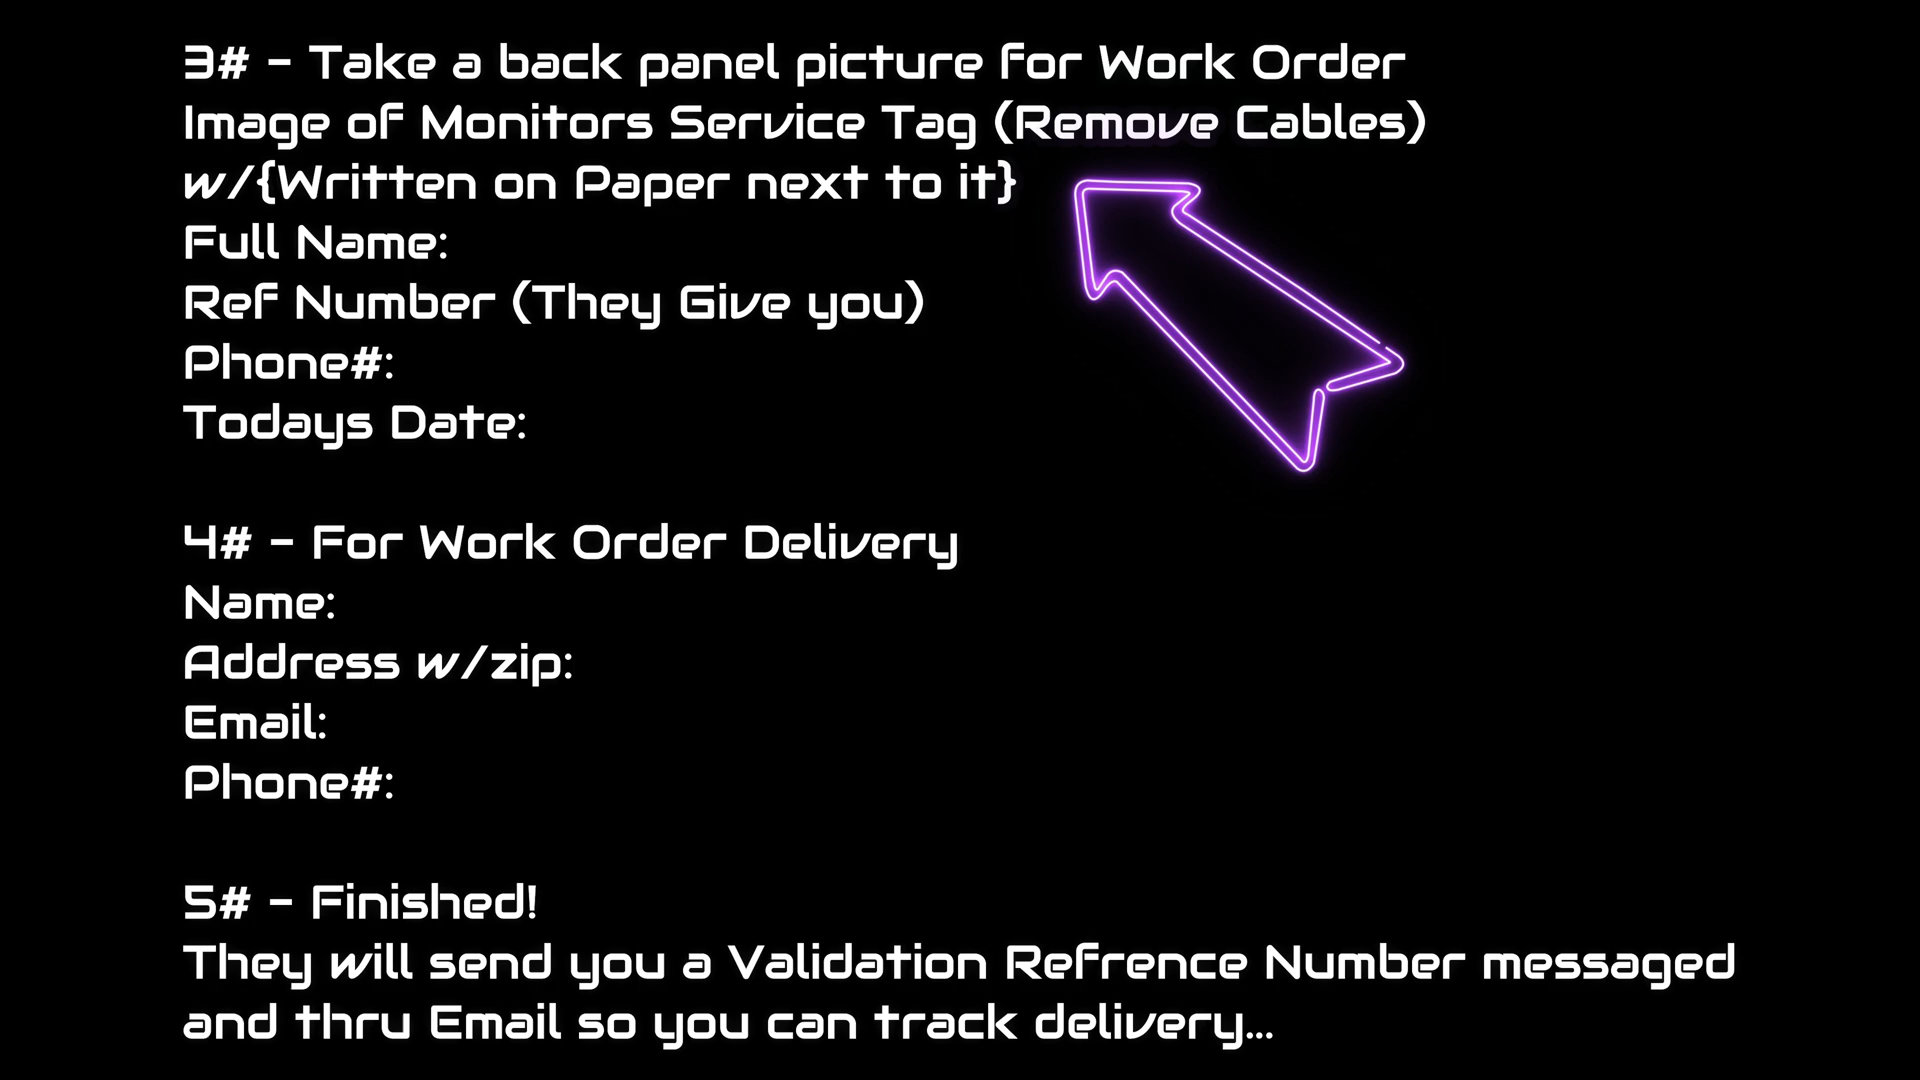 3# - Take a back panel picture for Work Order
Image of Monitors Service Tag (Remove Cables)
w/{Written on Paper next to it}
Full Name:
Ref Number (They Give you)
Phone#:
Todays Date:
4# - For Work Order Delivery
Name:
Address w/zip:
Email:
Phone#:
5# - Finished!
They will send you a Validation Refrence Number messaged
and thru Email so you can track delivery...